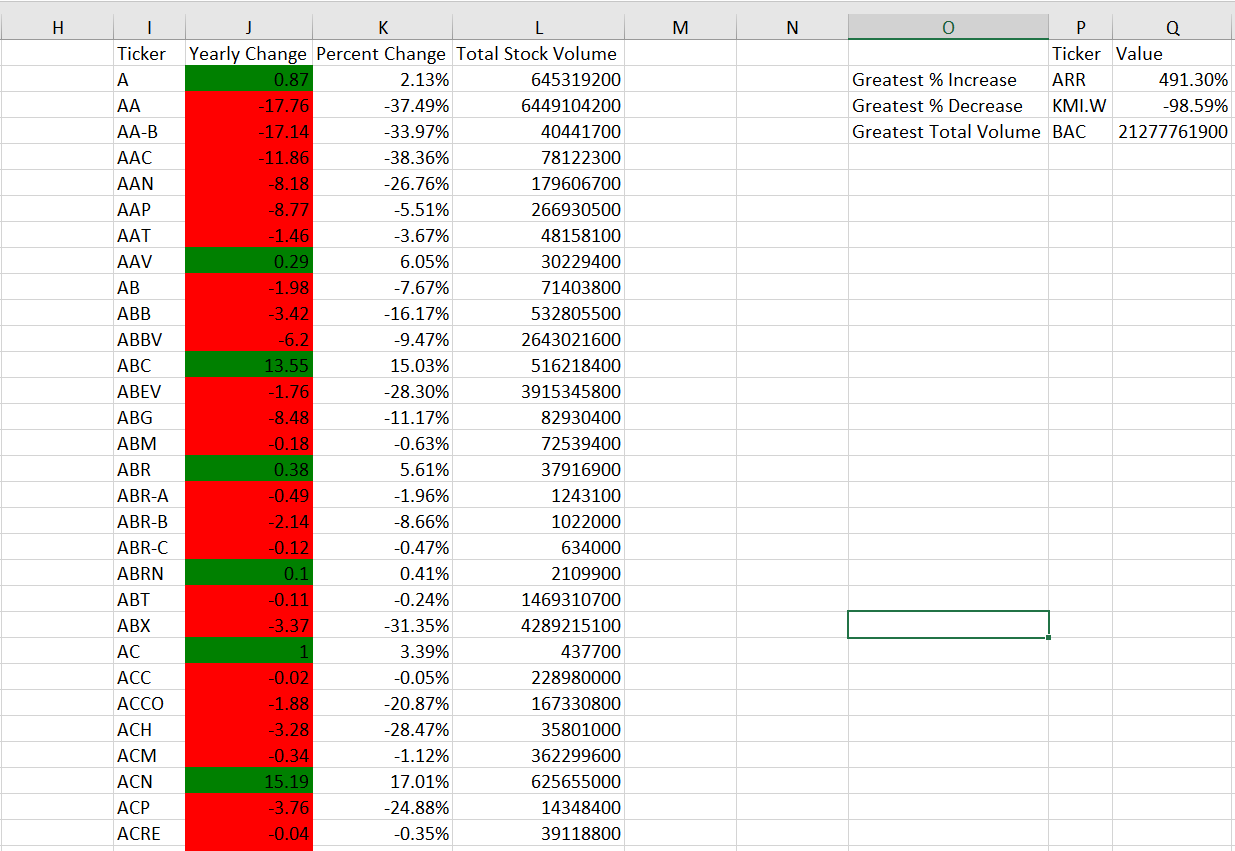 H I J K L M N O P Q
Ticker Yearly Change Percent Change Total Stock Volume Ticker Value
A 0.87 2.13% 645319200 Greatest % Increase ARR 491.30%
AA -17.76 -37.49% 6449104200 Greatest % Decrease KMI.W -98.59%
AA-B -17.14 -33.97% 40441700 Greatest Total Volume BAC 21277761900
AAC -11.86 -38.36% 78122300
AAN -8.18 -26.76% 179606700
AAP -8.77 -5.51% 266930500
AAT -1.46 -3.67% 48158100
AAV 0.29 6.05% 30229400
AB -1.98 -7.67% 71403800
ABB -3.42 -16.17% 532805500
ABBV -6.2 -9.47% 2643021600
ABC 13.55 15.03% 516218400
ABEV -1.76 -28.30% 3915345800
ABG -8.48 -11.17% 82930400
ABM -0.18 -0.63% 72539400
ABR 0.38 5.61% 37916900
ABR-A -0.49 -1.96% 1243100
ABR-B -2.14 -8.66% 1022000
ABR-C -0.12 -0.47% 634000
ABRN 0.1 0.41% 2109900
ABT -0.11 -0.24% 1469310700
ABX -3.37 -31.35% 4289215100
AC 1 3.39% 437700
ACC -0.02 -0.05% 228980000
ACCO -1.88 -20.87% 167330800
ACH -3.28 -28.47% 35801000
ACM -0.34 -1.12% 362299600
ACN 15.19 17.01% 625655000
ACP -3.76 -24.88% 14348400
ACRE -0.04 -0.35% 39118800